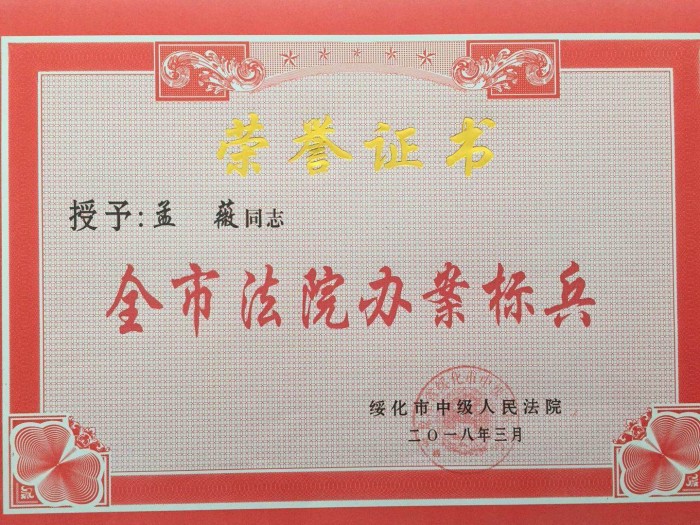 荣誉证书
授予:孟 薇同志
全市法院办案标兵
绥化市中级人民法院
二〇一八年三月